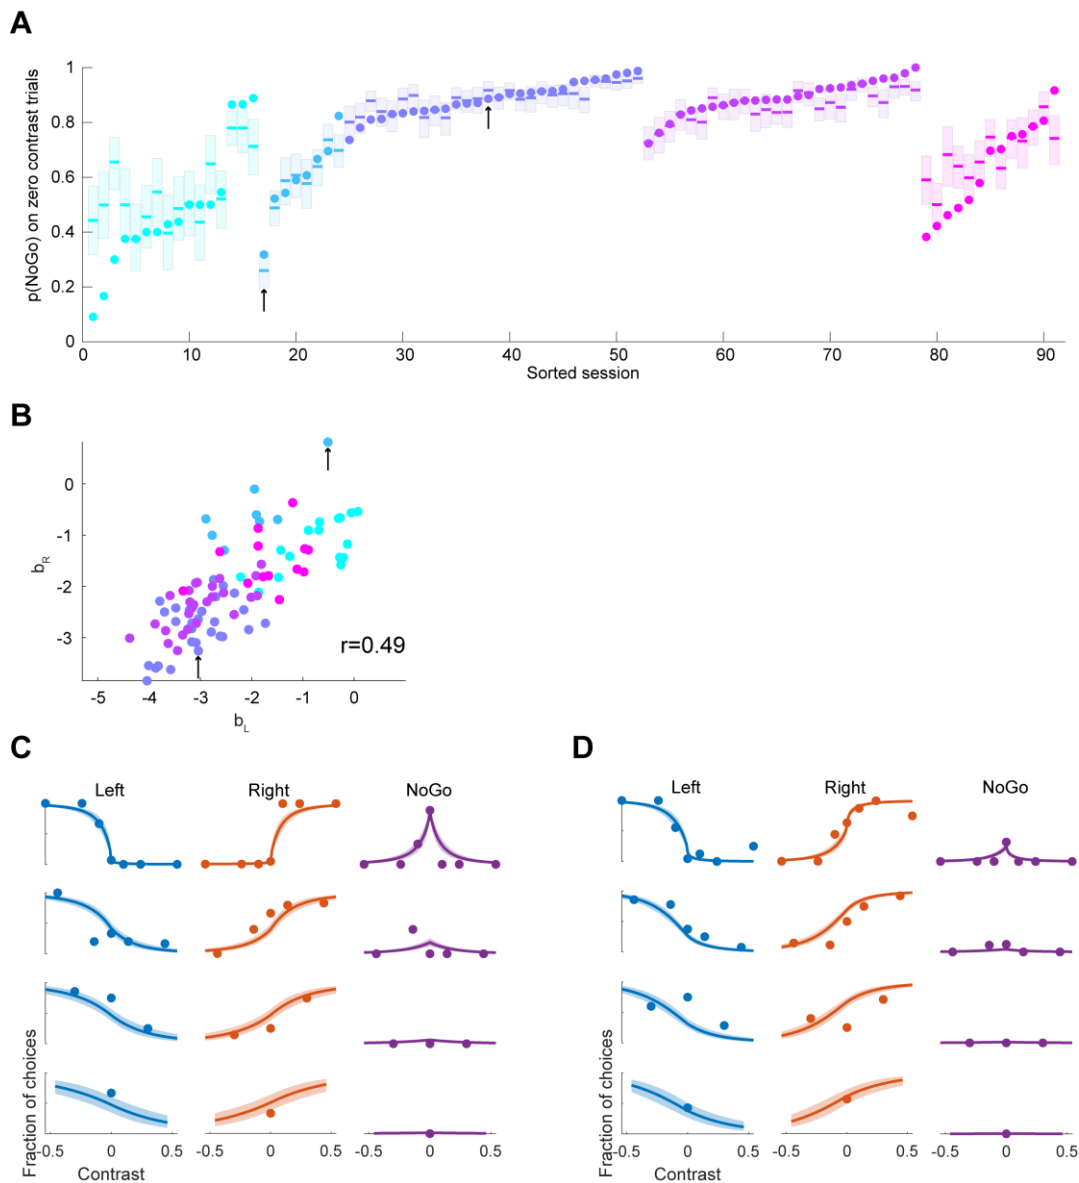 A
p(NoGo) on zero contrast trials
1
0.8
0.6
0.4
0.2
0
0 10 20 30 40 50 60 70 80 90
Sorted session
B
b_R
0
-1
-2
-3
r=0.49
-5 -4 -3 -2 -1 0
b_L
C
Left Right NoGo
Fraction of choices
-0.5 0 0.5 -0.5 0 0.5 0 0.5
Contrast
D
Left Right NoGo
Fraction of choices
-0.5 0 0.5 -0.5 0 0.5 0 0.5
Contrast